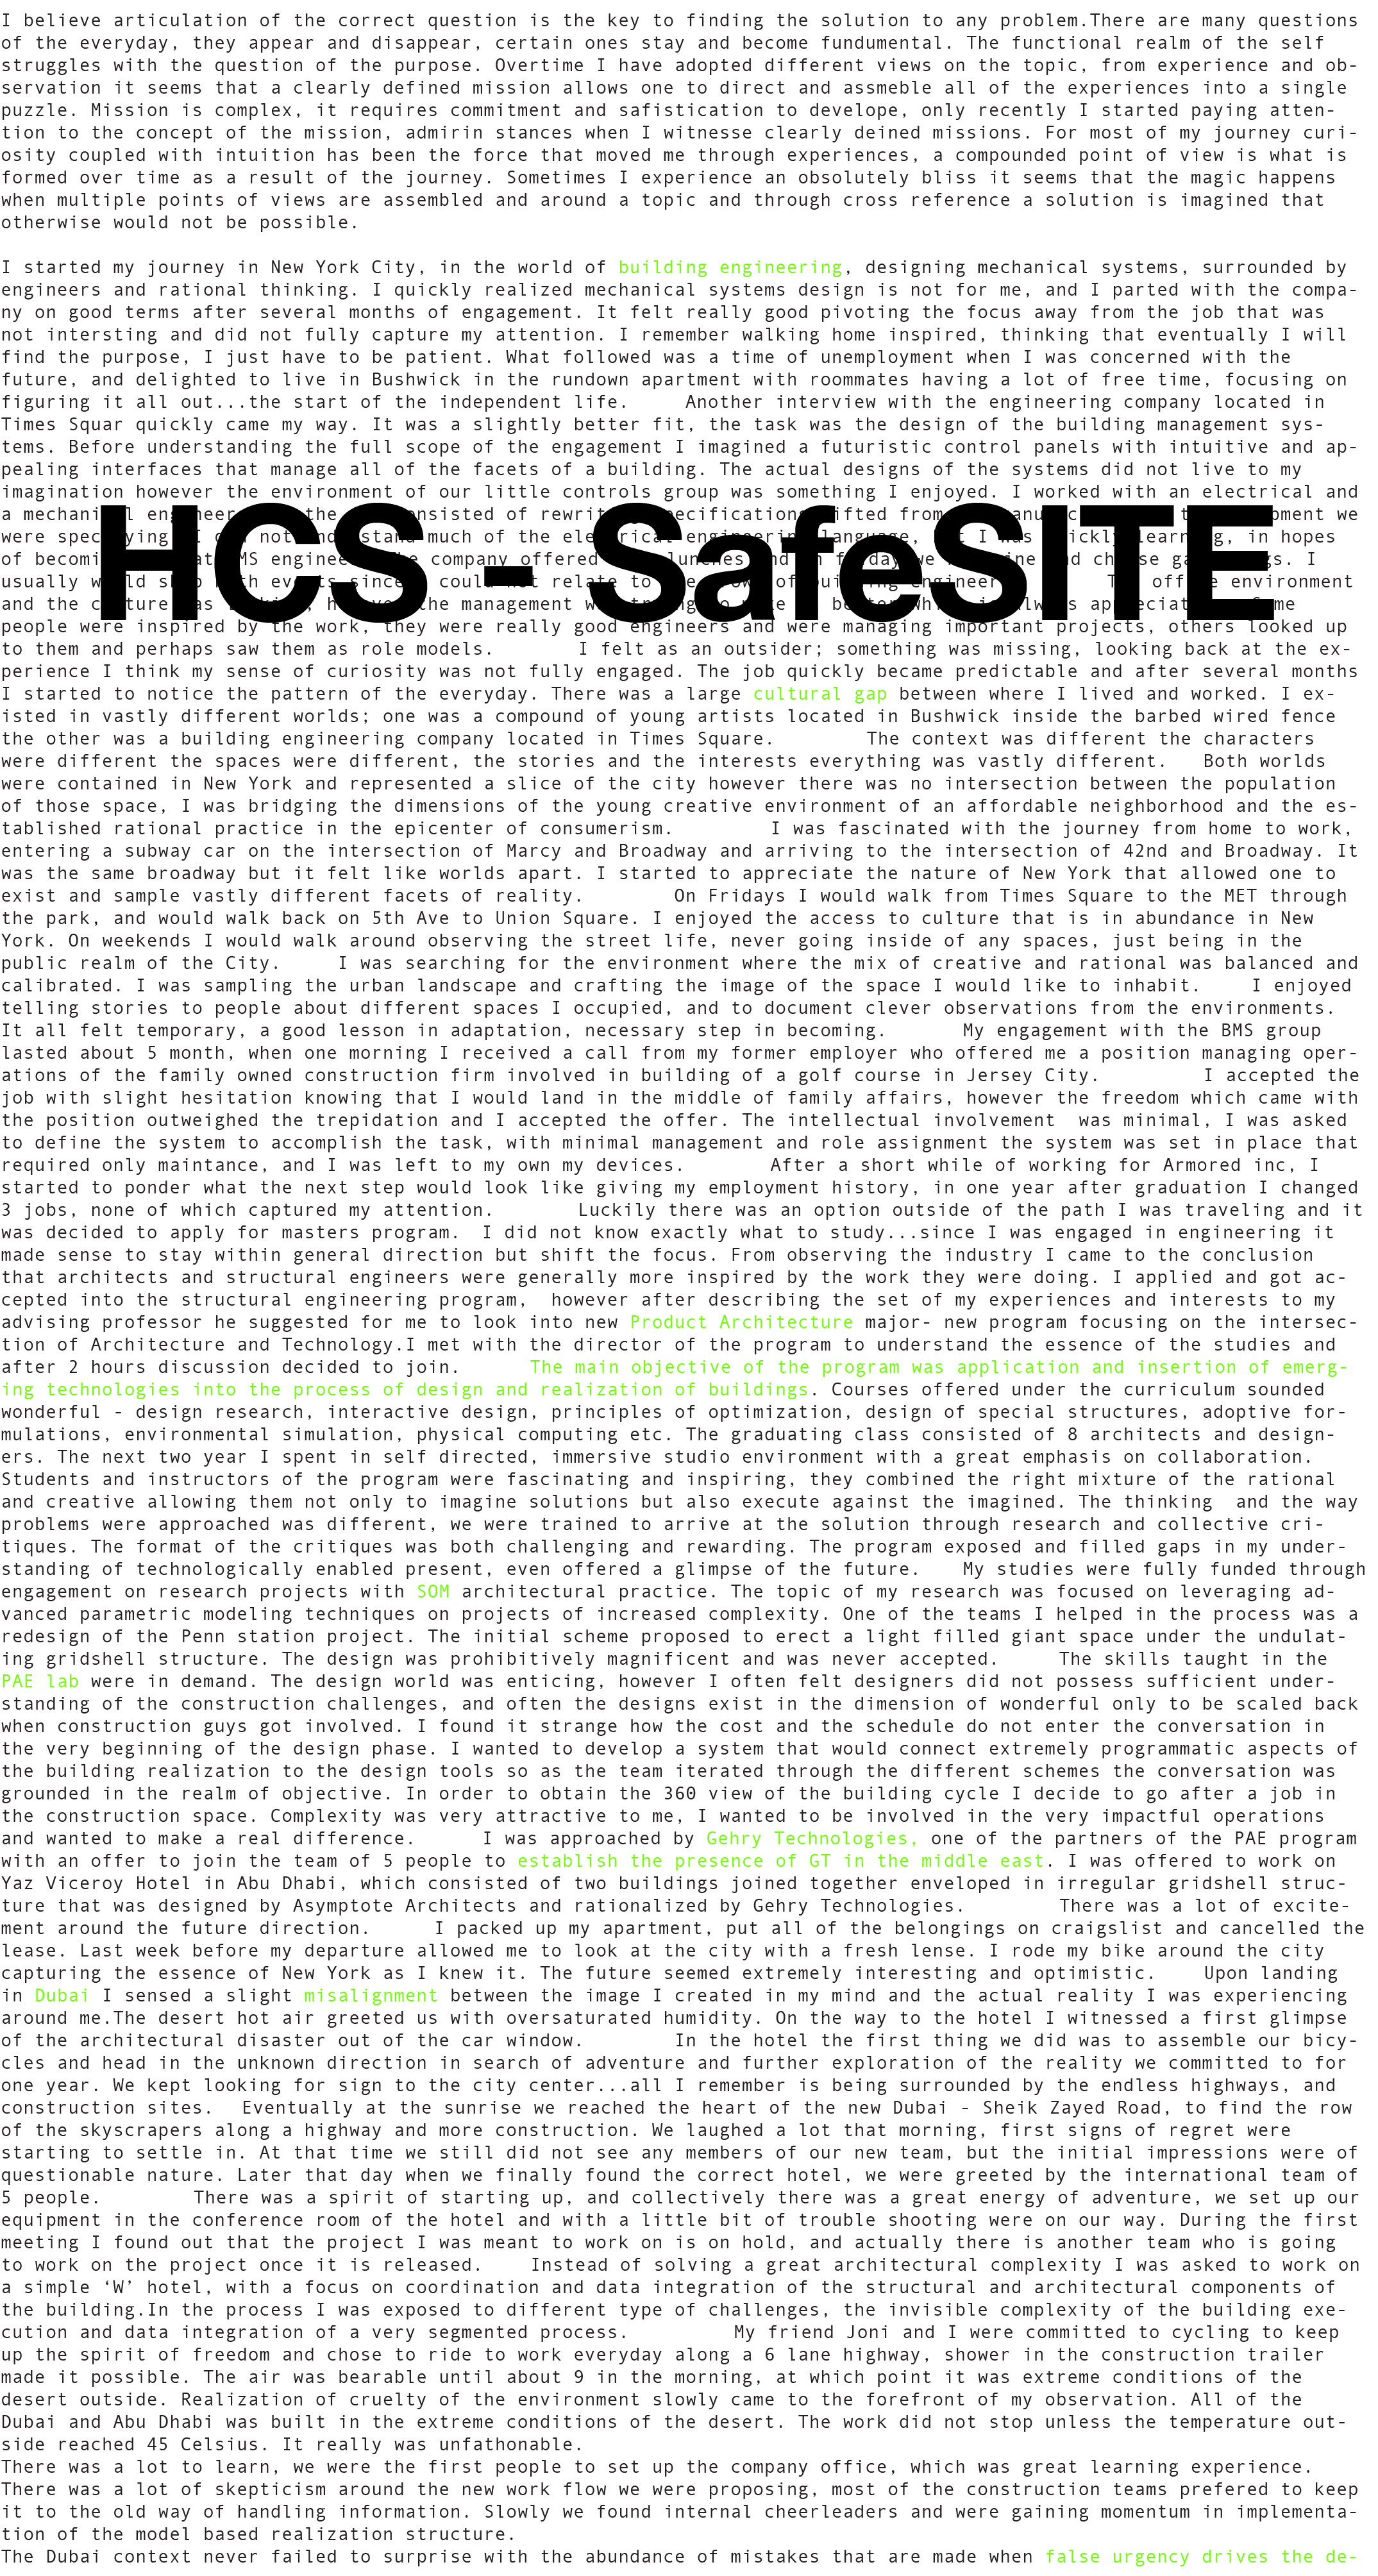 I believe articulation of the correct question is the key to finding the solution to any problem.There are many questions
of the everyday, they appear and disappear, certain ones stay and become fundumental. The functional realm of the self
struggles with the question of the purpose. Overtime I have adopted different views on the topic, from experience and ob-
servation it seems that a clearly defined mission allows one to direct and assmeble all of the experiences into a single
puzzle. Mission is complex, it requires commitment and safistication to develope, only recently I started paying atten-
tion to the concept of the mission, admirin stances when I witnesse clearly deined missions. For most of my journey curi-
osity coupled with intuition has been the force that moved me through experiences, a compounded point of view is what is
formed over time as a result of the journey. Sometimes I experience an absolutely bliss it seems that the magic happens
when multiple points of views are assembled and around a topic and through cross reference a solution is imagined that
otherwise would not be possible.
I started my journey in New York City, in the world of building engineering, designing mechanical systems, surrounded by
engineers and rational thinking. I quickly realized mechanical systems design is not for me, and I parted with the compa-
ny on good terms after several months of engagement. It felt really good pivoting the focus away from the job that was
not intersting and did not fully capture my attention. I remember walking home inspired, thinking that eventually I will
find the purpose, I just have to be patient. What followed was a time of unemployment when I was concerned with the
future, and delighted to live in Bushwick in the rundown apartment with roommates having a lot of free time, focusing on
figuring it all out...the start of the independent life. Another interview with the engineering company located in
Times Squar quickly came my way. It was a slightly better fit, the task was the design of the building management sys-
tems. Before understanding the full scope of the engagement I imagined a futuristic control panels with intuitive and ap-
pealing interfaces that manage all of the facets of a building. The actual designs of the systems did not live to my
imagination however the environment of our little controls group was something I enjoyed. I worked with an electrical and
HCS - SafeSITE
a mechani of rewrit from we
were spec much of the language, in hopes
of becomi company offered I
usually could relate to environment
and the the management
people were inspired by the work, they were really good engineers and were managing important projects, others looked up
to them and perhaps saw them as role models. I felt as an outsider; something was missing, looking back at the ex-
perience I think my sense of curiosity was not fully engaged. The job quickly became predictable and after several months
I started to notice the pattern of the everyday. There was a large cultural gap between where I lived and worked. I ex-
isted in vastly different worlds; one was a compound of young artists located in Bushwick inside the barbed wired fence
the other was a building engineering company located in Times Square. The context was different the characters
were different the spaces were different, the stories and the interests everything was vastly different. Both worlds
were contained in New York and represented a slice of the city however there was no intersection between the population
of those space, I was bridging the dimensions of the young creative environment of an affordable neighborhood and the es-
tablished rational practice in the epicenter of consumerism. I was fascinated with the journey from home to work,
entering a subway car on the intersection of Marcy and Broadway and arriving to the intersection of 42nd and Broadway. It
was the same broadway but it felt like worlds apart. I started to appreciate the nature of New York that allowed one to
exist and sample vastly different facets of reality. On Fridays I would walk from Times Square to the MET through
the park, and would walk back on 5th Ave to Union Square. I enjoyed the access to culture that is in abundance in New
York. On weekends I would walk around observing the street life, never going inside of any spaces, just being in the
public realm of the City. I was searching for the environment where the mix of creative and rational was balanced and
calibrated. I was sampling the urban landscape and crafting the image of the space I would like to inhabit. I enjoyed
telling stories to people about different spaces I occupied, and to document clever observations from the environments.
It all felt temporary, a good lesson in adaptation, necessary step in becoming. My engagement with the BMS group
lasted about 5 month, when one morning I received a call from my former employer who offered me a position managing oper-
ations of the family owned construction firm involved in building of a golf course in Jersey City. I accepted the
job with slight hesitation knowing that I would land in the middle of family affairs, however the freedom which came with
the position outweighed the trepidation and I accepted the offer. The intellectual involvement was minimal, I was asked
to define the system to accomplish the task, with minimal management and role assignment the system was set in place that
required only maintance, and I was left to my own my devices. After a short while of working for Armored inc, I
started to ponder what the next step would look like giving my employment history, in one year after graduation I changed
3 jobs, none of which captured my attention. Luckily there was an option outside of the path I was traveling and it
was decided to apply for masters program. I did not know exactly what to study...since I was engaged in engineering it
made sense to stay within general direction but shift the focus. From observing the industry I came to the conclusion
that architects and structural engineers were generally more inspired by the work they were doing. I applied and got ac-
cepted into the structural engineering program, however after describing the set of my experiences and interests to my
advising professor he suggested for me to look into new Product Architecture major- new program focusing on the intersec-
tion of Architecture and Technology.I met with the director of the program to understand the essence of the studies and
after 2 hours discussion decided to join. The main objective of the program was application and insertion of emerg-
ing technologies into the process of design and realization of buildings. Courses offered under the curriculum sounded
wonderful - design research, interactive design, principles of optimization, design of special structures, adoptive for-
mulations, environmental simulation, physical computing etc. The graduating class consisted of 8 architects and design-
ers. The next two year I spent in self directed, immersive studio environment with a great emphasis on collaboration.
Students and instructors of the program were fascinating and inspiring, they combined the right mixture of the rational
and creative allowing them not only to imagine solutions but also execute against the imagined. The thinking and the way
problems were approached was different, we were trained to arrive at the solution through research and collective cri-
tiques. The format of the critiques was both challenging and rewarding. The program exposed and filled gaps in my under-
standing of technologically enabled present, even offered a glimpse of the future. My studies were fully funded through
engagement on research projects with SOM architectural practice. The topic of my research was focused on leveraging ad-
vanced parametric modeling techniques on projects of increased complexity. One of the teams I helped in the process was a
redesign of the Penn station project. The initial scheme proposed to erect a light filled giant space under the undulat-
ing gridshell structure. The design was prohibitively magnificent and was never accepted. The skills taught in the
PAE lab were in demand. The design world was enticing, however I often felt designers did not possess sufficient under-
standing of the construction challenges, and often the designs exist in the dimension of wonderful only to be scaled back
when construction guys got involved. I found it strange how the cost and the schedule do not enter the conversation in
the very beginning of the design phase. I wanted to develop a system that would connect extremely programmatic aspects of
the building realization to the design tools so as the team iterated through the different schemes the conversation was
grounded in the realm of objective. In order to obtain the 360 view of the building cycle I decide to go after a job in
the construction space. Complexity was very attractive to me, I wanted to be involved in the very impactful operations
and wanted to make a real difference. I was approached by Gehry Technologies, one of the partners of the PAE program
with an offer to join the team of 5 people to establish the presence of GT in the middle east. I was offered to work on
Yaz Viceroy Hotel in Abu Dhabi, which consisted of two buildings joined together enveloped in irregular gridshell struc-
ture that was designed by Asymptote Architects and rationalized by Gehry Technologies. There was a lot of excite-
ment around the future direction. I packed up my apartment, put all of the belongings on craigslist and cancelled the
lease. Last week before my departure allowed me to look at the city with a fresh lense. I rode my bike around the city
capturing the essence of New York as I knew it. The future seemed extremely interesting and optimistic. Upon landing
in Dubai I sensed a slight misalignment between the image I created in my mind and the actual reality I was experiencing
around me.The desert hot air greeted us with oversaturated humidity. On the way to the hotel I witnessed a first glimpse
of the architectural disaster out of the car window. In the hotel the first thing we did was to assemble our bicy-
cles and head in the unknown direction in search of adventure and further exploration of the reality we committed to for
one year. We kept looking for sign to the city center...all I remember is being surrounded by the endless highways, and
construction sites. Eventually at the sunrise we reached the heart of the new Dubai - Sheik Zayed Road, to find the row
of the skyscrapers along a highway and more construction. We laughed a lot that morning, first signs of regret were
starting to settle in. At that time we still did not see any members of our new team, but the initial impressions were of
questionable nature. Later that day when we finally found the correct hotel, we were greeted by the international team of
5 people. There was a spirit of starting up, and collectively there was a great energy of adventure, we set up our
equipment in the conference room of the hotel and with a little bit of trouble shooting were on our way. During the first
meeting I found out that the project I was meant to work on is on hold, and actually there is another team who is going
to work on the project once it is released. Instead of solving a great architectural complexity I was asked to work on
a simple ‘W’ hotel, with a focus on coordination and data integration of the structural and architectural components of
the building.In the process I was exposed to different type of challenges, the invisible complexity of the building exe-
cution and data integration of a very segmented process. My friend Joni and I were committed to cycling to keep
up the spirit of freedom and chose to ride to work everyday along a 6 lane highway, shower in the construction trailer
made it possible. The air was bearable until about 9 in the morning, at which point it was extreme conditions of the
desert outside. Realization of cruelty of the environment slowly came to the forefront of my observation. All of the
Dubai and Abu Dhabi was built in the extreme conditions of the desert. The work did not stop unless the temperature out-
side reached 45 Celsius. It really was unfathonable.
There was a lot to learn, we were the first people to set up the company office, which was great learning experience.
There was a lot of skepticism around the new work flow we were proposing, most of the construction teams prefered to keep
it to the old way of handling information. Slowly we found internal cheerleaders and were gaining momentum in implementa-
tion of the model based realization structure.
The Dubai context never failed to surprise with the abundance of mistakes that are made when false urgency drives the de-